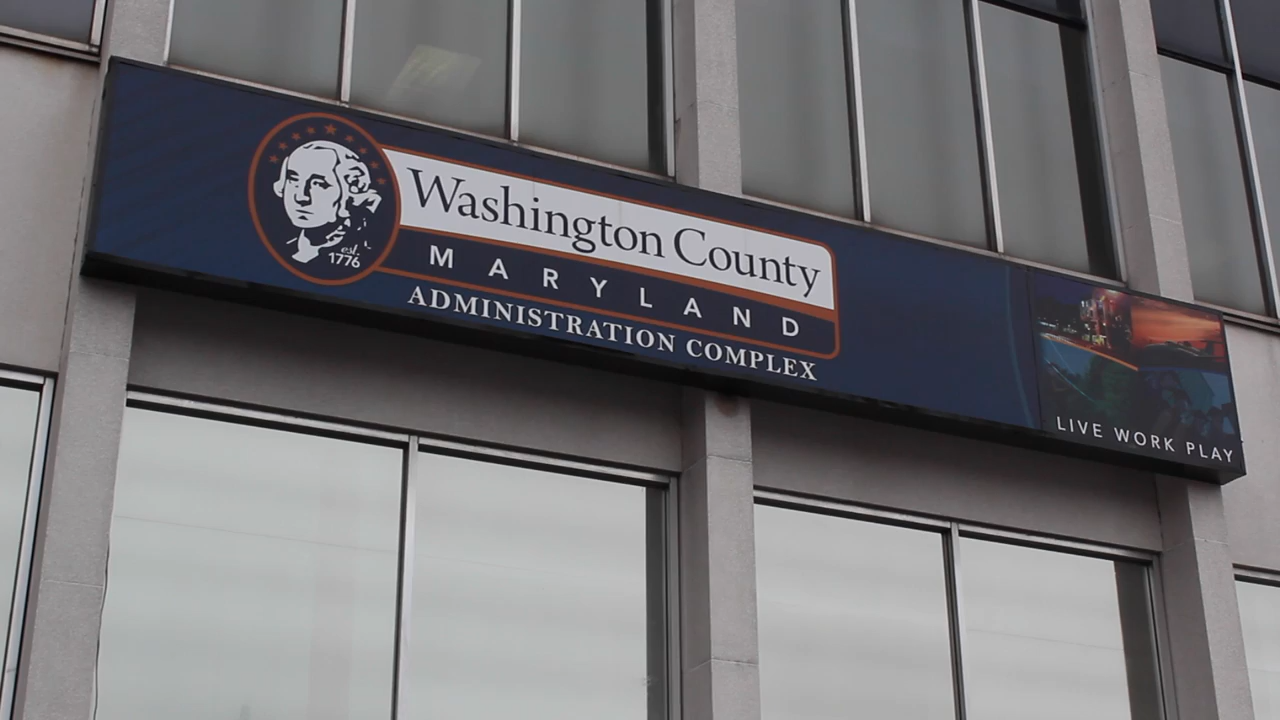 est.
1776
Washington County
MARYLAND
ADMINISTRATION COMPLEX
LIVE WORK PLAY